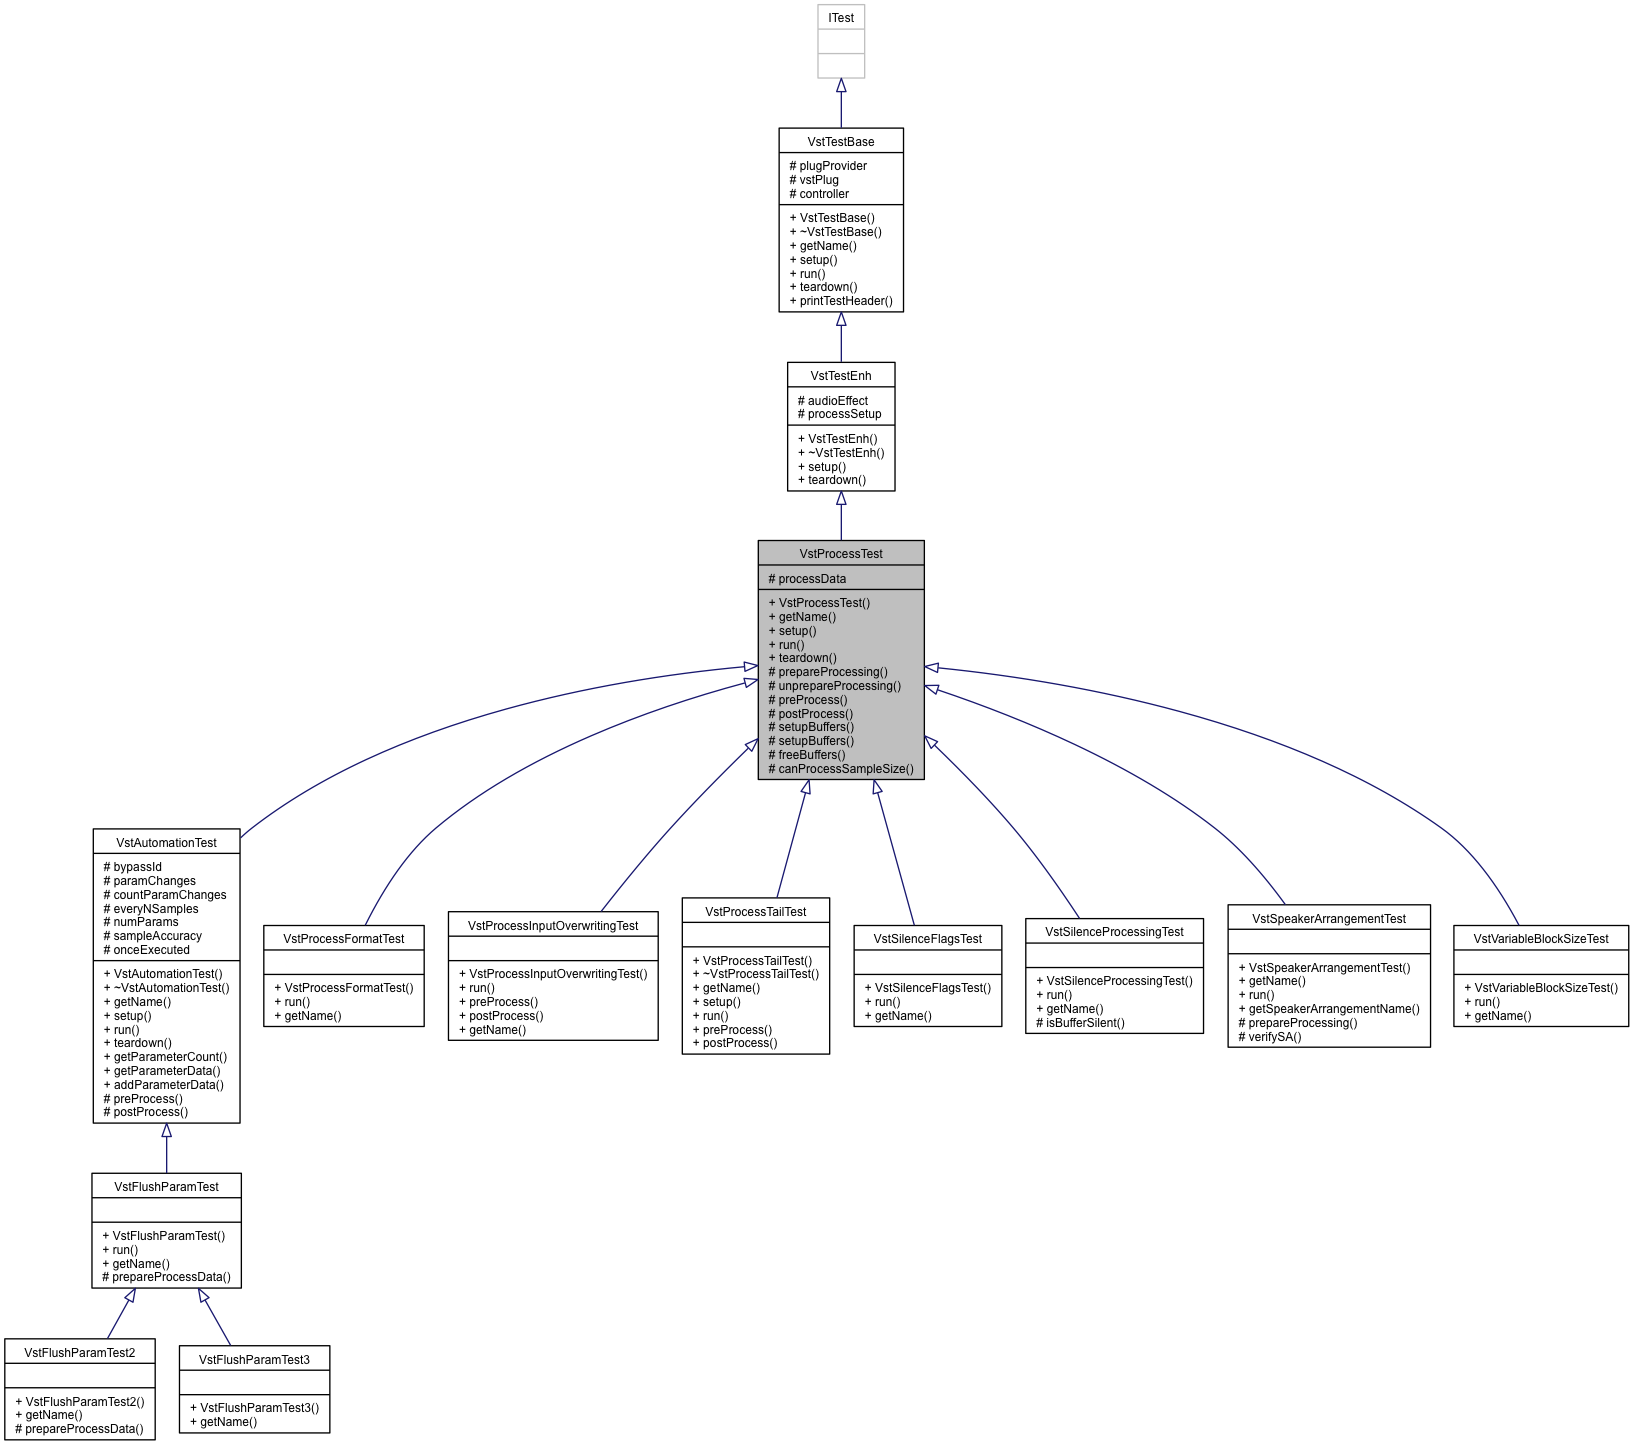 ITest
VstTestBase
# plugProvider
# vstPlug
# controller
+ VstTestBase()
+ ~VstTestBase()
+ getName()
+ setup()
+ run()
+ teardown()
+ printTestHeader()
VstTestEnh
# audioEffect
# processSetup
+ VstTestEnh()
+ ~VstTestEnh()
+ setup()
+ teardown()
VstProcessTest
# processData
+ VstProcessTest()
+ getName()
+ setup()
+ run()
+ teardown()
# prepareProcessing()
# unprepareProcessing()
# preProcess()
# postProcess()
# setupBuffers()
# setupBuffers()
# freeBuffers()
# canProcessSampleSize()
VstAutomationTest
# bypassId
# paramChanges
# countParamChanges
# everyNSamples
# numParams
# sampleAccuracy
# onceExecuted
+ VstAutomationTest()
+ ~VstAutomationTest()
+ getName()
+ setup()
+ run()
+ teardown()
+ getParameterCount()
+ getParameterData()
+ addParameterData()
# preProcess()
# postProcess()
VstProcessFormatTest
+ VstProcessFormatTest()
+ run()
+ getName()
VstProcessInputOverwritingTest
+ VstProcessInputOverwritingTest()
+ run()
+ preProcess()
+ postProcess()
+ getName()
VstProcessTailTest
+ VstProcessTailTest()
+ ~VstProcessTailTest()
+ getName()
+ setup()
+ run()
+ preProcess()
+ postProcess()
VstSilenceFlagsTest
+ VstSilenceFlagsTest()
+ run()
+ getName()
VstSilenceProcessingTest
+ VstSilenceProcessingTest()
+ run()
+ getName()
# isBufferSilent()
VstSpeakerArrangementTest
+ VstSpeakerArrangementTest()
+ getName()
+ run()
+ getSpeakerArrangementName()
# prepareProcessing()
# verifySA()
VstVariableBlockSizeTest
+ VstVariableBlockSizeTest()
+ run()
+ getName()
VstFlushParamTest
+ VstFlushParamTest()
+ run()
+ getName()
# prepareProcessData()
VstFlushParamTest2
+ VstFlushParamTest2()
+ getName()
# prepareProcessData()
VstFlushParamTest3
+ VstFlushParamTest3()
+ getName()